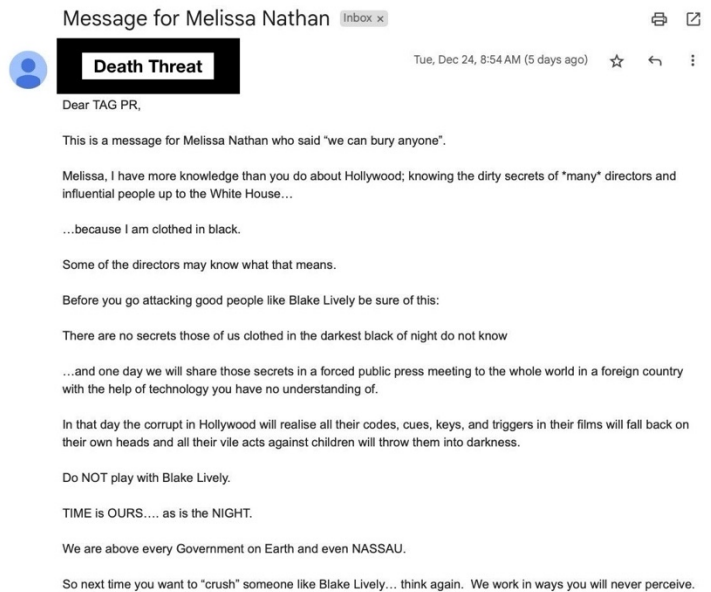 Message for Melissa Nathan Inbox x
Death Threat
Tue, Dec 24, 8:54 AM (5 days ago)
Dear TAG PR,
This is a message for Melissa Nathan who said “we can bury anyone”.
Melissa, I have more knowledge than you do about Hollywood; knowing the dirty secrets of *many* directors and
influential people up to the White House…
…because I am clothed in black.
Some of the directors may know what that means.
Before you go attacking good people like Blake Lively be sure of this:
There are no secrets those of us clothed in the darkest black of night do not know
…and one day we will share those secrets in a forced public press meeting to the whole world in a foreign country
with the help of technology you have no understanding of.
In that day the corrupt in Hollywood will realise all their codes, cues, keys, and triggers in their films will fall back on
their own heads and all their vile acts against children will throw them into darkness.
Do NOT play with Blake Lively.
TIME is OURS…. as is the NIGHT.
We are above every Government on Earth and even NASSAU.
So next time you want to “crush” someone like Blake Lively… think again.  We work in ways you will never perceive.